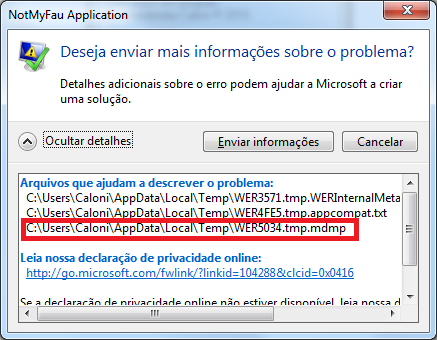 NotMyFau Application
Deseja enviar mais informações sobre o problema?
Detalhes adicionais sobre o erro podem ajudar a Microsoft a criar
uma solução.
Ocultar detalhes
Enviar informações
Cancelar
Arquivos que ajudam a descrever o problema:
C:\Users\Caloni\AppData\Local\Temp\WER3571.tmp.WERInternalMeta
C:\Users\Caloni\AppData\Local\Temp\WER4FE5.tmp.appcompat.txt
C:\Users\Caloni\AppData\Local\Temp\WER5034.tmp.mdmp
Leia nossa declaração de privacidade online:
http://go.microsoft.com/fwlink/?linkid=104288&clcid=0x0416
Se a declaração de privacidade online não estiver disponível, leia nossa d